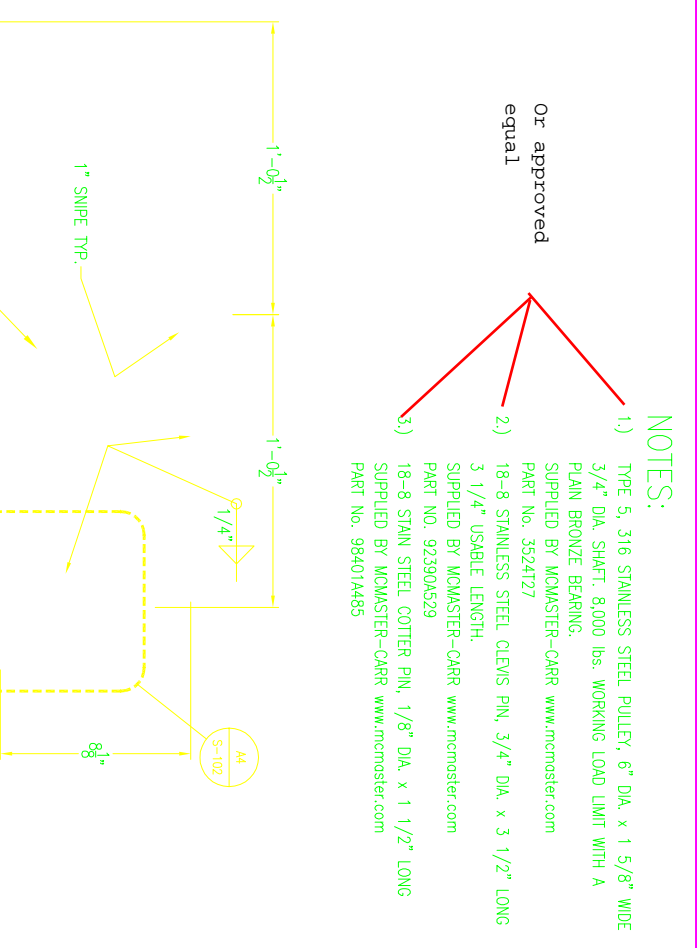 NOTES:
1.) TYPE 5, 316 STAINLESS STEEL PULLEY, 6" DIA. x 1 5/8" WIDE
3/4" DIA. SHAFT. 8,000 lbs. WORKING LOAD LIMIT WITH A
PLAIN BRONZE BEARING.
SUPPLIED BY MCMASTER-CARR www.mcmaster.com
PART No. 3524T27
2.) 18-8 STAINLESS STEEL CLEVIS PIN, 3/4" DIA. x 3 1/2" LONG
3 1/4" USABLE LENGTH.
SUPPLIED BY MCMASTER-CARR www.mcmaster.com
PART NO. 92390A529
3.) 18-8 STAIN STEEL COTTER PIN, 1/8" DIA. x 1 1/2" LONG
SUPPLIED BY MCMASTER-CARR www.mcmaster.com
PART No. 98401A485
Or approved
equal
1'-0 1/2"
1'-0 1/2"
1/4"
A4
S-102
8 1/8"
1" SNIPE TYP.